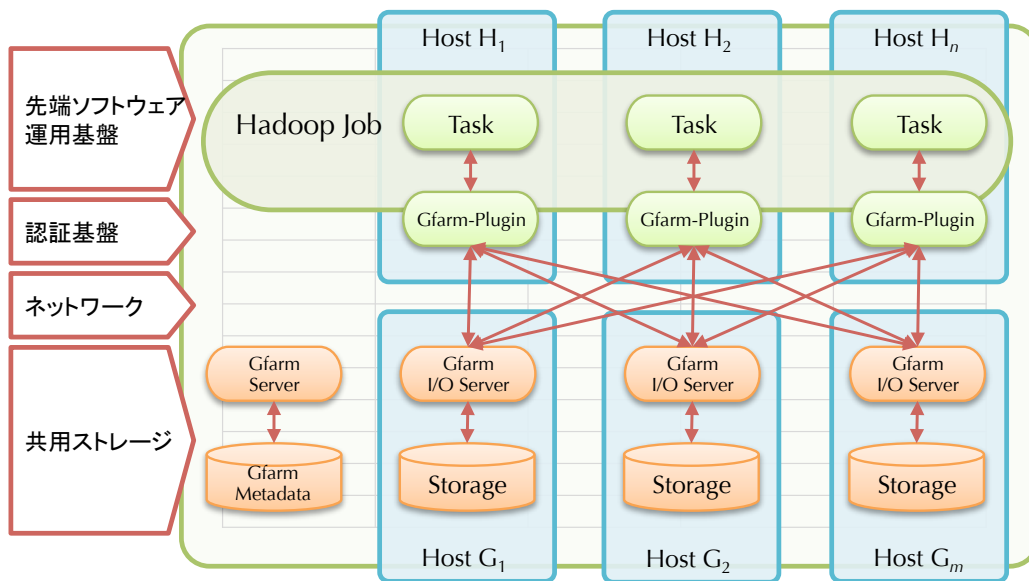 Host H1
Host H2
Host Hn
先端ソフトウェア
運用基盤
Hadoop Job
Task
Task
Task
認証基盤
Gfarm-Plugin
Gfarm-Plugin
Gfarm-Plugin
ネットワーク
共用ストレージ
Gfarm
Server
Gfarm
I/O Server
Gfarm
I/O Server
Gfarm
I/O Server
Gfarm
Metadata
Storage
Storage
Storage
Host G1
Host G2
Host Gm